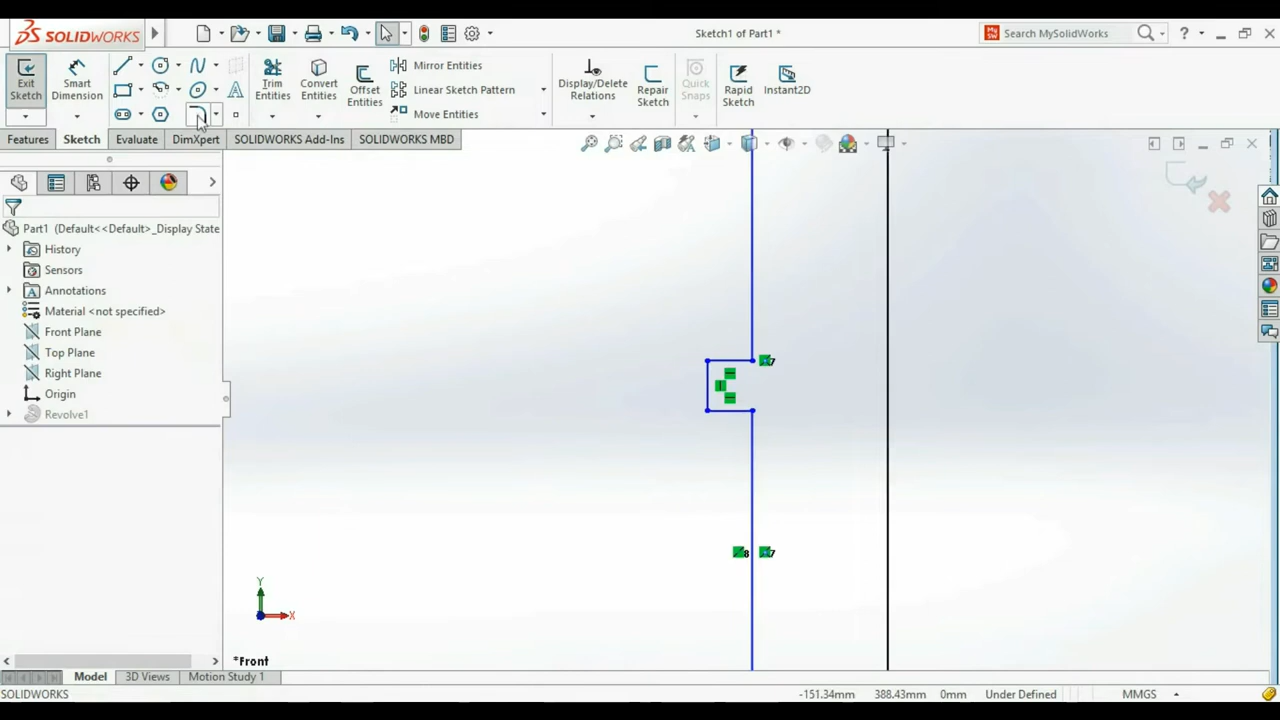 SOLIDWORKS
Sketch1 of Part1 *
Search MySolidWorks
Exit Sketch
Smart Dimension
Trim Entities
Convert Entities
Offset Entities
Mirror Entities
Linear Sketch Pattern
Move Entities
Display/Delete Relations
Repair Sketch
Quick Snaps
Rapid Sketch
Instant2D
Features Sketch Evaluate DimXpert SOLIDWORKS Add-Ins SOLIDWORKS MBD
Part1 (Default<<Default>_Display State
History
Sensors
Annotations
Material <not specified>
Front Plane
Top Plane
Right Plane
Origin
Revolve1
7
8 7
Y
X
*Front
Model 3D Views Motion Study 1
SOLIDWORKS -151.34mm 388.43mm 0mm Under Defined MMGS